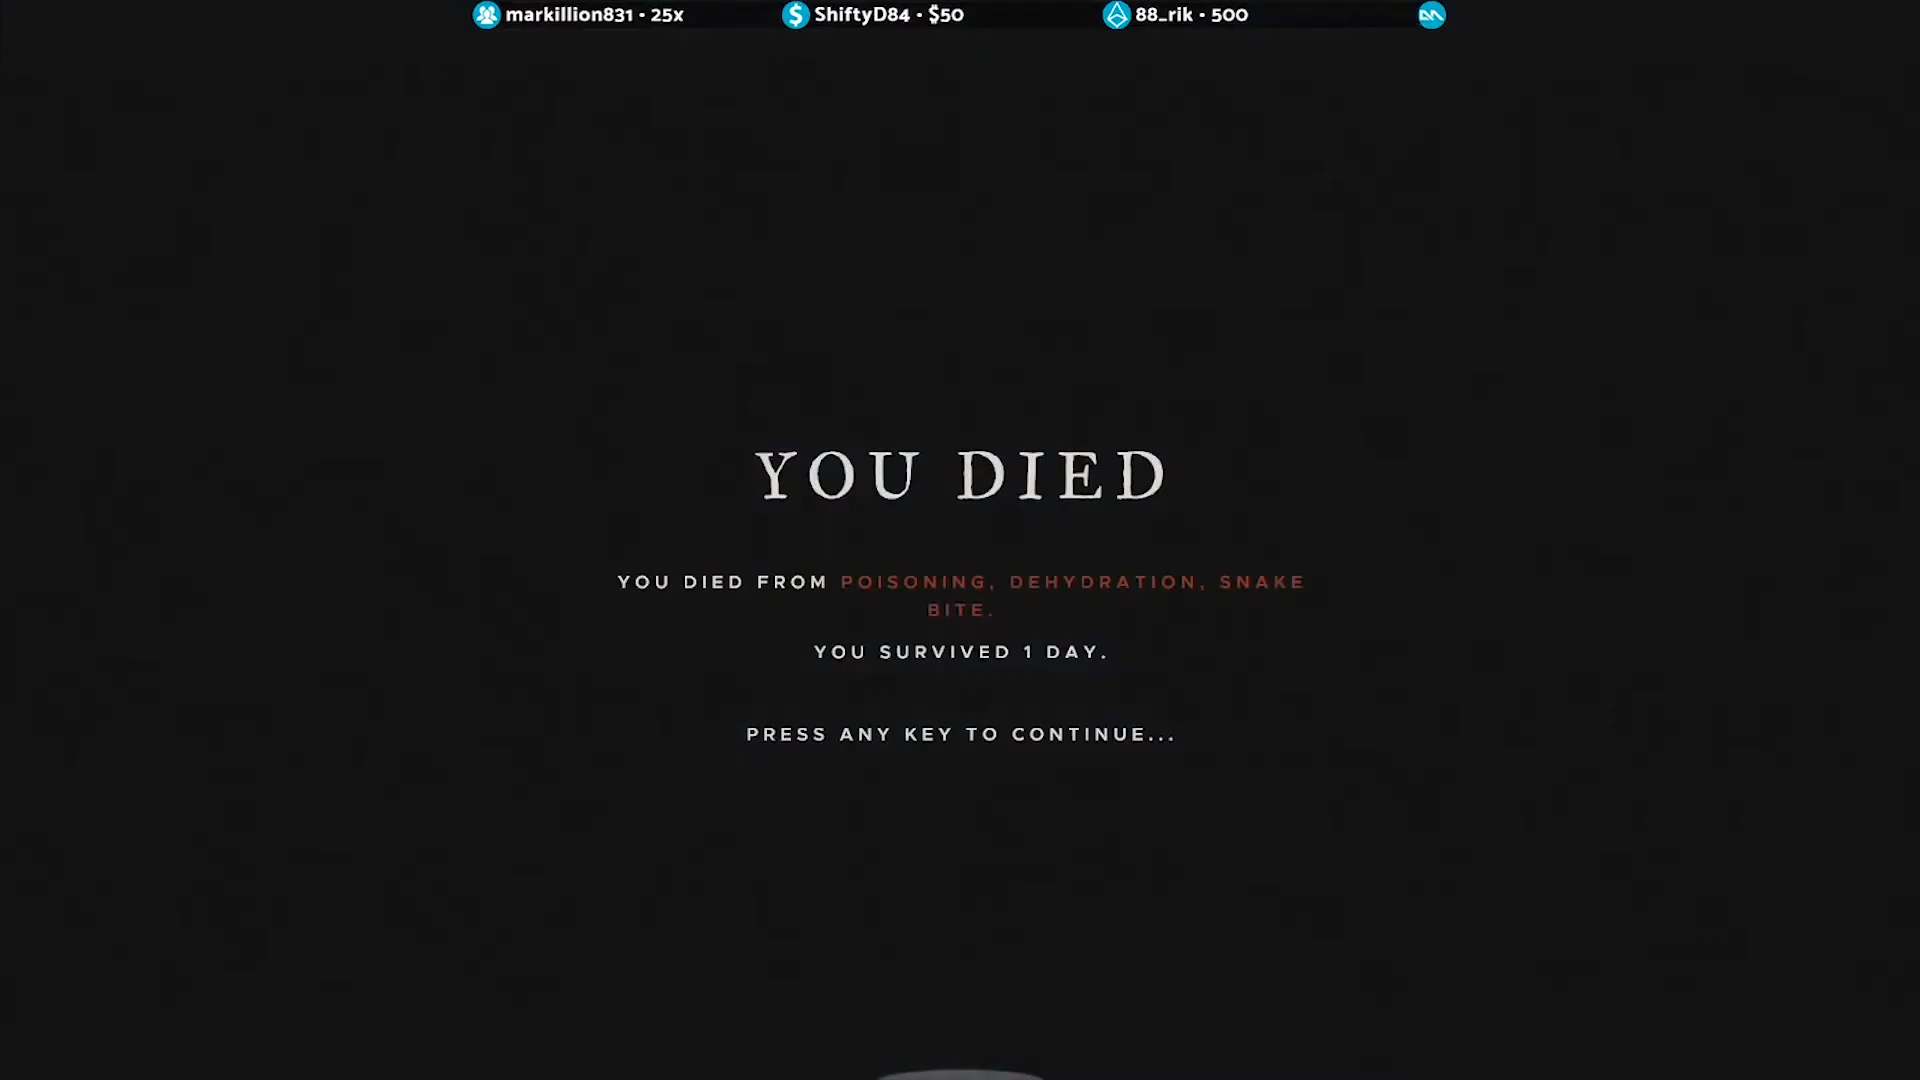 markillion831 • 25x
ShiftyD84 • $50
88_rik • 500
YOU DIED
YOU DIED FROM POISONING, DEHYDRATION, SNAKE
BITE.
YOU SURVIVED 1 DAY.
PRESS ANY KEY TO CONTINUE...